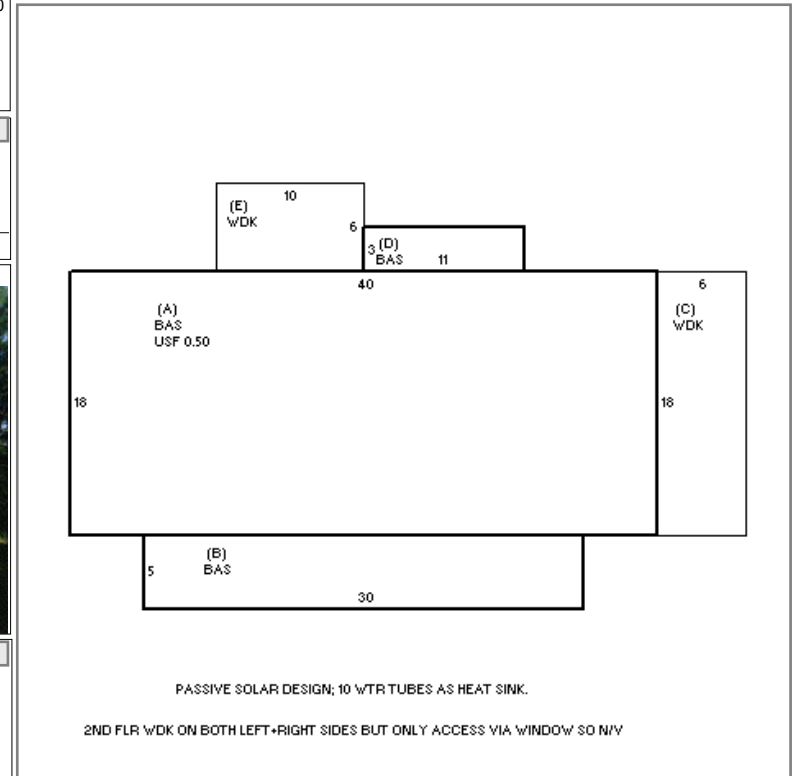 10
(E)
WDK
6
3
(D)
BAS
11
40
6
(A)
BAS
USF 0.50
(C)
WDK
18
18
(B)
BAS
5
30
PASSIVE SOLAR DESIGN; 10 WTR TUBES AS HEAT SINK.
2ND FLR WDK ON BOTH LEFT+RIGHT SIDES BUT ONLY ACCESS VIA WINDOW SO N/V